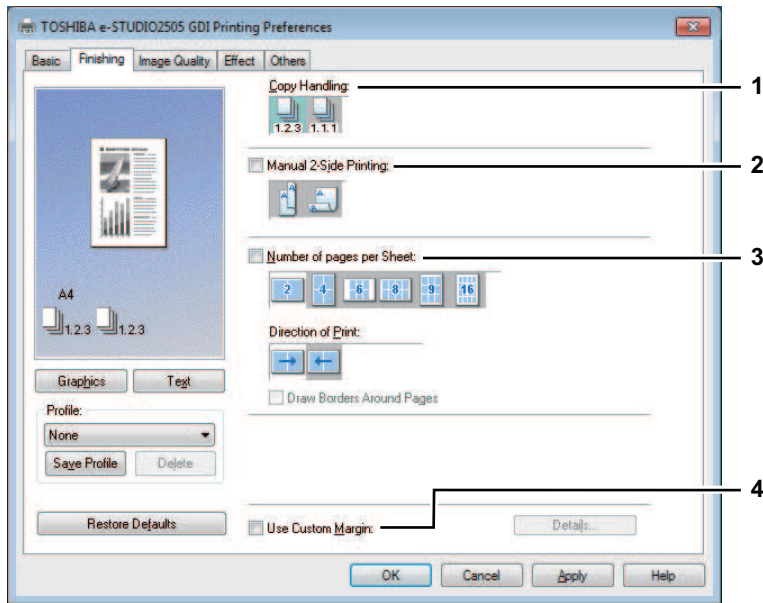 TOSHIBA e-STUDIO2505 GDI Printing Preferences
Basic Finishing Image Quality Effect Others
Copy Handling: 1
1.2.3 1.1.1
Manual 2-Side Printing: 2
A A
Number of pages per Sheet: 3
2 4 6 8 9 16
A4
1.2.3 1.2.3
Direction of Print:
Graphics Text
Draw Borders Around Pages
Profile:
None
Save Profile Delete
4
Restore Defaults
Use Custom Margin: Details...
OK Cancel Apply Help